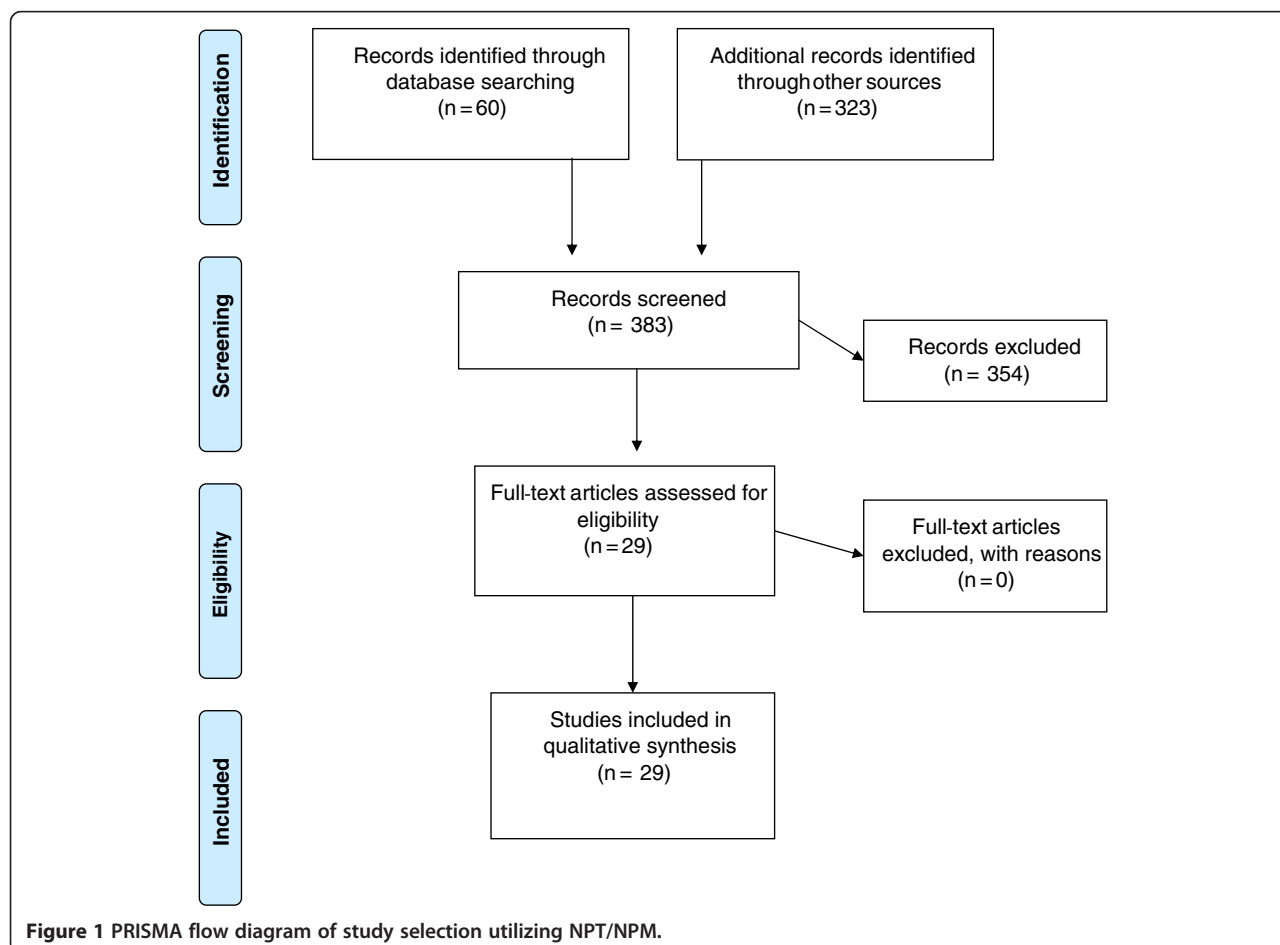 Identification
Records identified through
database searching
(n = 60)
Additional records identified
through other sources
(n = 323)
Screening
Records screened
(n = 383)
Records excluded
(n = 354)
Eligibility
Full-text articles assessed for
eligibility
(n = 29)
Full-text articles
excluded, with reasons
(n = 0)
Included
Studies included in
qualitative synthesis
(n = 29)
Figure 1 PRISMA flow diagram of study selection utilizing NPT/NPM.